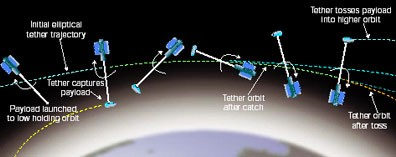 Initial elliptical
tether trajectory
Tether captures
payload
Payload launched
to low holding orbit
Tether orbit
after catch
Tether tosses payload
into higher orbit
Tether orbit
after toss